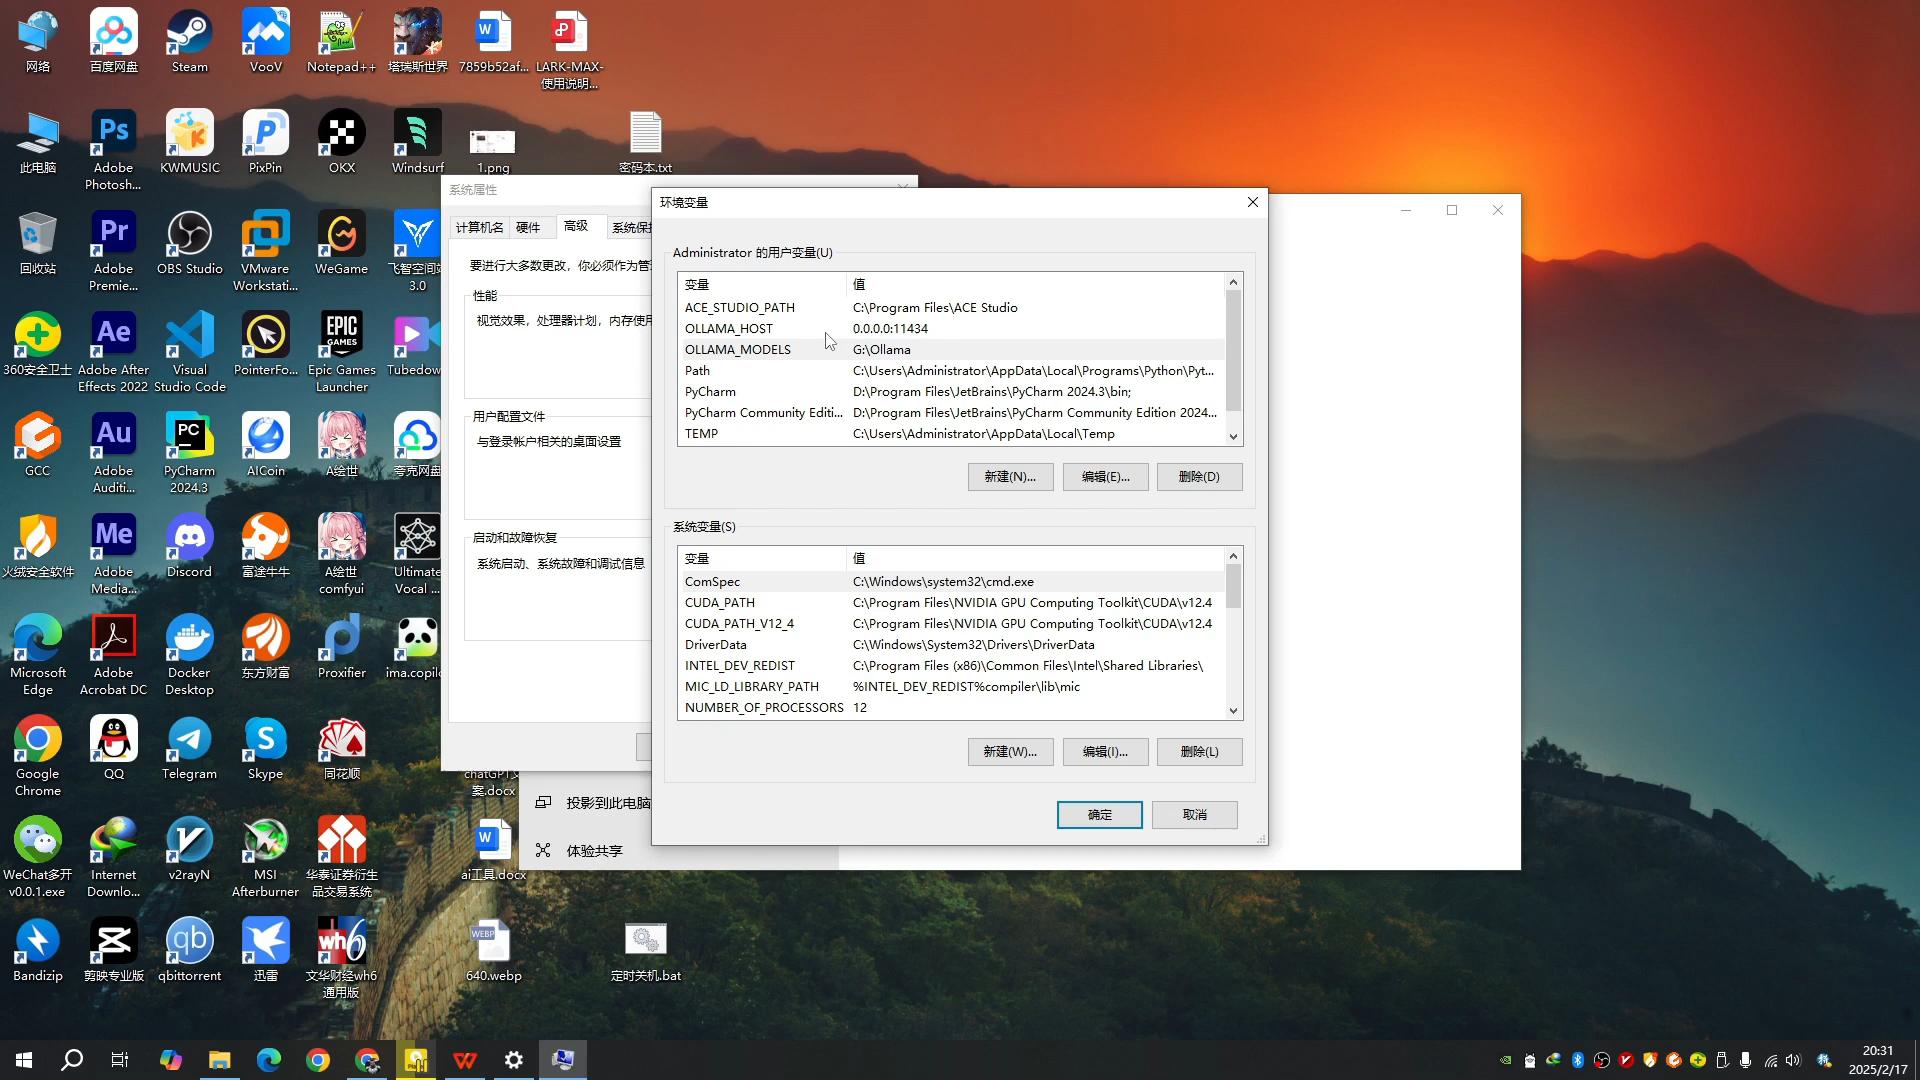 网络
百度网盘
Steam
VooV
Notepad++
塔瑞斯世界
7859b52af...
LARK-MAX-
使用说明...
此电脑
Adobe
Photosh...
KWMUSIC
PixPin
OKX
Windsurf
1.png
密码本.txt
回收站
Adobe
Premie...
OBS Studio
VMware
Workstati...
WeGame
飞智空间站
3.0
360安全卫士
Adobe After
Effects 2022
Visual
Studio Code
PointerFo...
Epic Games
Launcher
Tubedow
GCC
Adobe
Auditi...
PyCharm
2024.3
AICoin
A绘世
夸克网盘
火绒安全软件
Adobe
Media...
Discord
富途牛牛
A绘世
comfyui
Ultimate
Vocal ...
Microsoft
Edge
Adobe
Acrobat DC
Docker
Desktop
东方财富
Proxifier
ima.copilo
Google
Chrome
QQ
Telegram
Skype
同花顺
chatGPT文
案.docx
WeChat多开
v0.0.1.exe
Internet
Downlo...
v2rayN
MSI
Afterburner
华泰证券衍生
品交易系统
ai工具.docx
Bandizip
剪映专业版
qbittorrent
迅雷
文华财经wh6
通用版
640.webp
定时关机.bat
系统属性
计算机名
硬件
高级
系统保护
要进行大多数更改，你必须作为管
性能
视觉效果，处理器计划，内存使用
用户配置文件
与登录帐户相关的桌面设置
启动和故障恢复
系统启动、系统故障和调试信息
投影到此电脑
体验共享
环境变量
Administrator 的用户变量(U)
变量 值
ACE_STUDIO_PATH C:\Program Files\ACE Studio
OLLAMA_HOST 0.0.0.0:11434
OLLAMA_MODELS G:\Ollama
Path C:\Users\Administrator\AppData\Local\Programs\Python\Pyt...
PyCharm D:\Program Files\JetBrains\PyCharm 2024.3\bin;
PyCharm Community Editi... D:\Program Files\JetBrains\PyCharm Community Edition 2024...
TEMP C:\Users\Administrator\AppData\Local\Temp
新建(N)... 编辑(E)... 删除(D)
系统变量(S)
变量 值
ComSpec C:\Windows\system32\cmd.exe
CUDA_PATH C:\Program Files\NVIDIA GPU Computing Toolkit\CUDA\v12.4
CUDA_PATH_V12_4 C:\Program Files\NVIDIA GPU Computing Toolkit\CUDA\v12.4
DriverData C:\Windows\System32\Drivers\DriverData
INTEL_DEV_REDIST C:\Program Files (x86)\Common Files\Intel\Shared Libraries\
MIC_LD_LIBRARY_PATH %INTEL_DEV_REDIST%compiler\lib\mic
NUMBER_OF_PROCESSORS 12
新建(W)... 编辑(I)... 删除(L)
确定 取消
20:31
2025/2/17